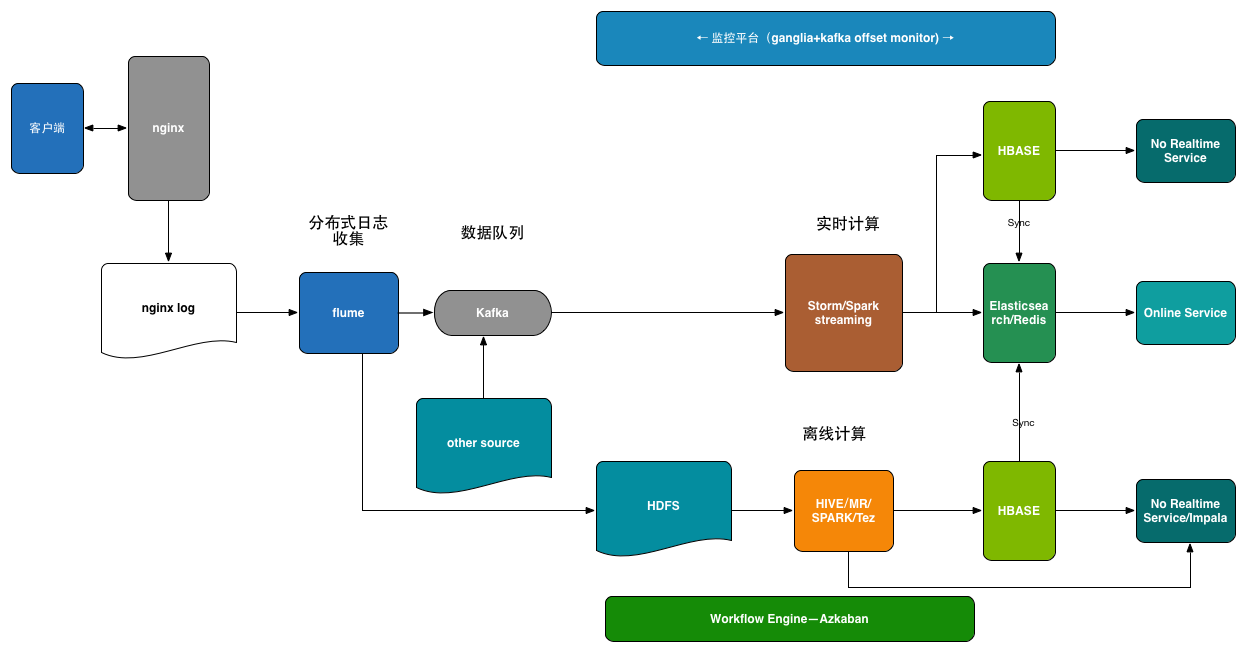 ← 监控平台（ganglia+kafka offset monitor) →
客户端
nginx
HBASE
No Realtime
Service
分布式日志
收集
数据队列
实时计算
Sync
nginx log
flume
Kafka
Storm/Spark
streaming
Elasticsea
rch/Redis
Online Service
other source
离线计算
Sync
HDFS
HIVE/MR/
SPARK/Tez
HBASE
No Realtime
Service/Impala
Workflow Engine—Azkaban